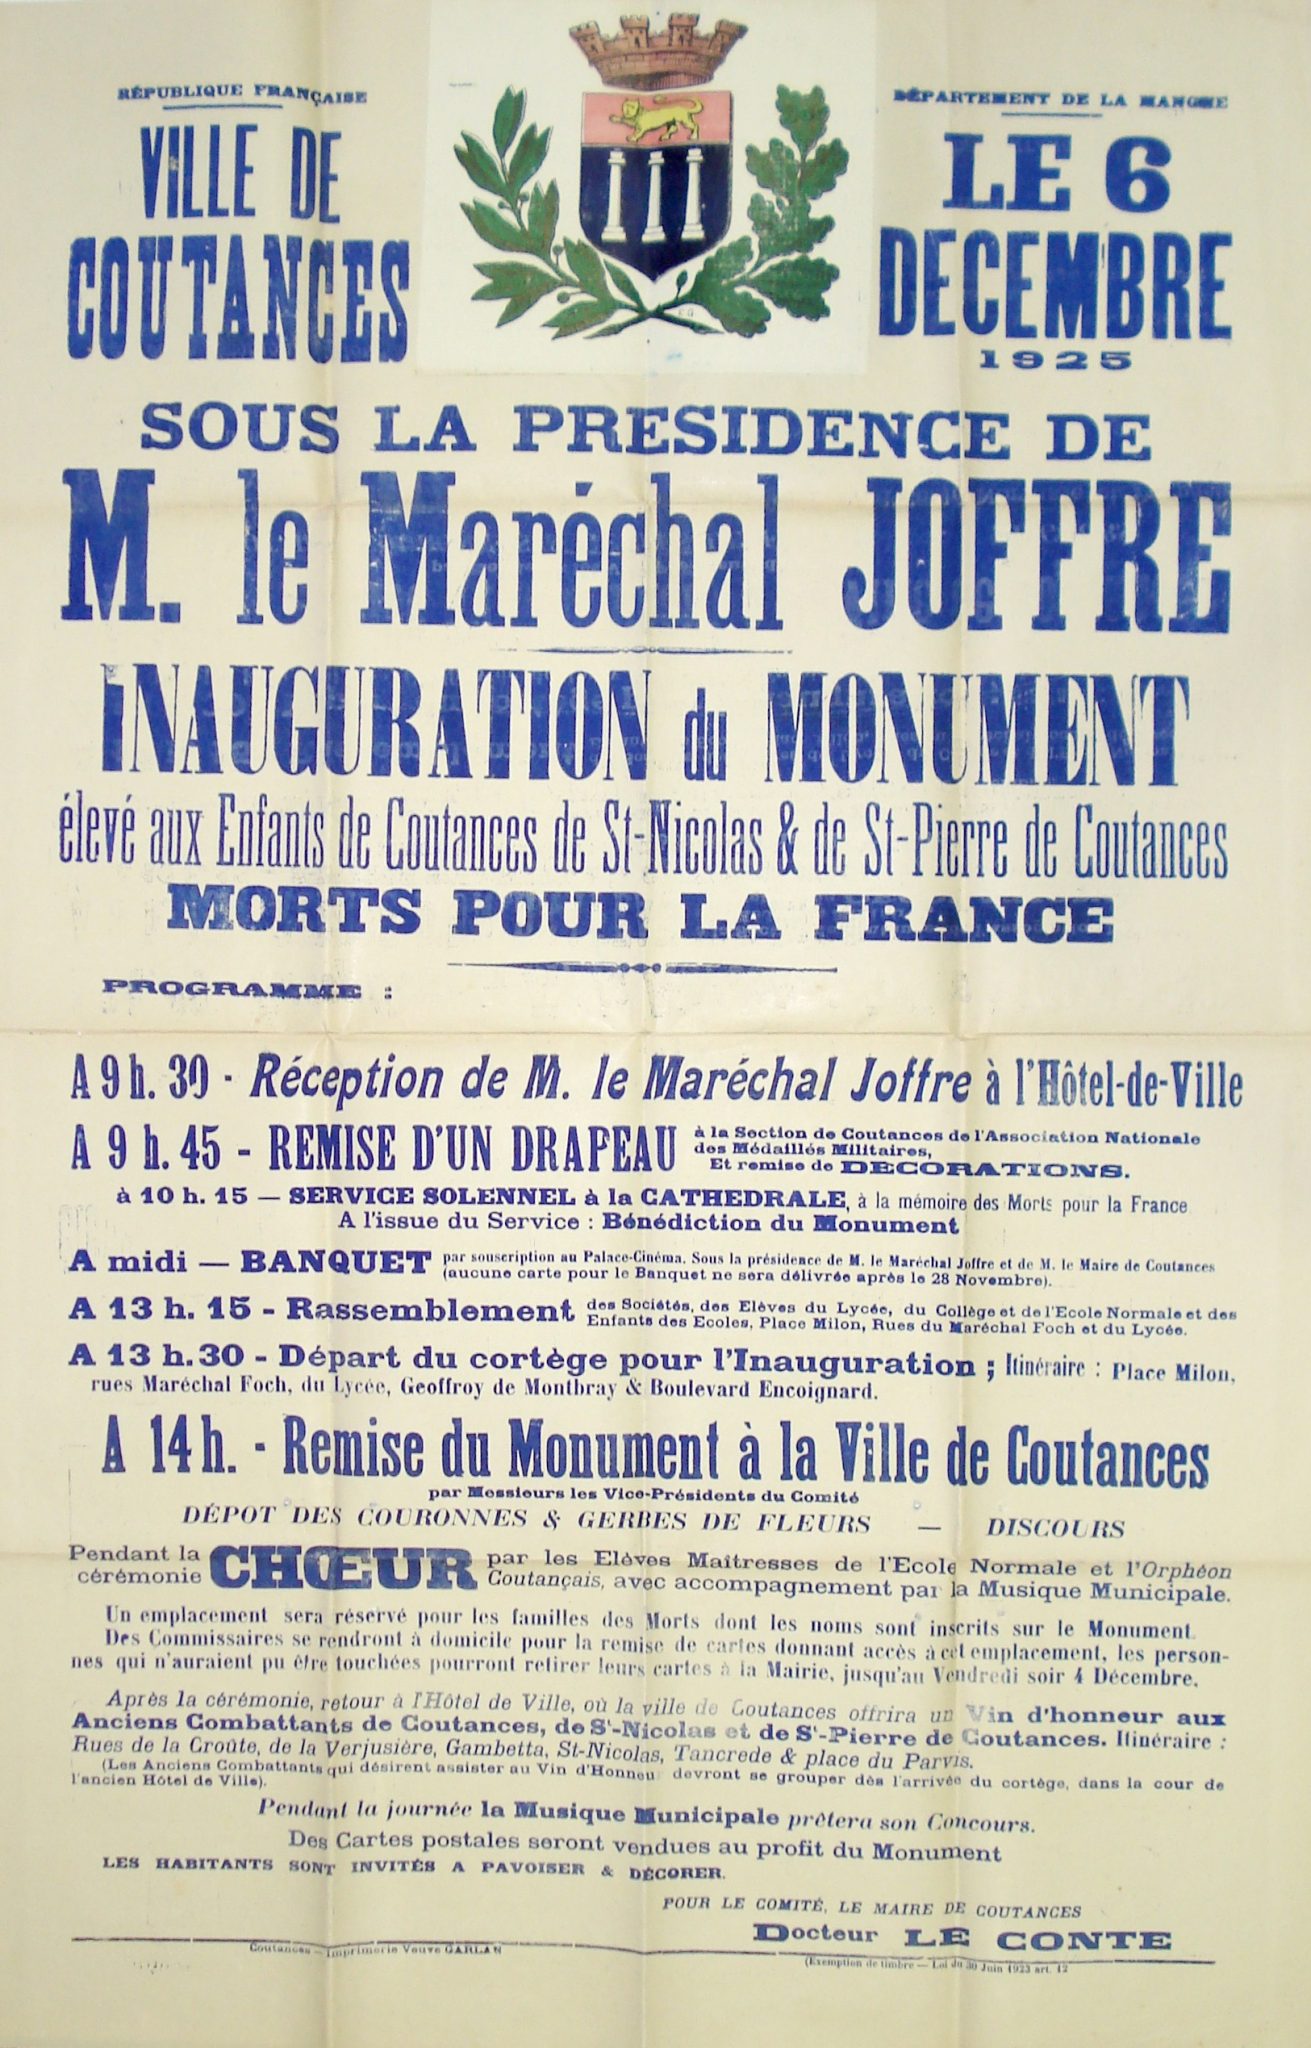 RÉPUBLIQUE FRANÇAISE
VILLE DE
COUTANCES
DÉPARTEMENT DE LA MANCHE
LE 6
DECEMBRE
1925
SOUS LA PRESIDENCE DE
M. le Maréchal JOFFRE
INAUGURATION du MONUMENT
élevé aux Enfants de Coutances de St-Nicolas & de St-Pierre de Coutances
MORTS POUR LA FRANCE
PROGRAMME :
A 9 h. 30 - Réception de M. le Maréchal Joffre à l'Hôtel-de-Ville
A 9 h. 45 - REMISE D'UN DRAPEAU à la Section de Coutances de l'Association Nationale
des Médaillés Militaires,
Et remise de DECORATIONS.
à 10 h. 15 — SERVICE SOLENNEL à la CATHEDRALE, à la mémoire des Morts pour la France
A l'issue du Service : Bénédiction du Monument
A midi — BANQUET par souscription au Palace-Cinéma. Sous la présidence de M. le Maréchal Joffre et de M. le Maire de Coutances
(aucune carte pour le Banquet ne sera délivrée après le 28 Novembre).
A 13 h. 15 - Rassemblement des Sociétés, des Elèves du Lycée, du Collège et de l'Ecole Normale et des
Enfants des Ecoles, Place Milon, Rues du Maréchal Foch et du Lycée.
A 13 h. 30 - Départ du cortège pour l'Inauguration ; Itinéraire : Place Milon,
rues Maréchal Foch, du Lycée, Geoffroy de Montbray & Boulevard Encoignard.
A 14 h. - Remise du Monument à la Ville de Coutances
par Messieurs les Vice-Présidents du Comité
DÉPOT DES COURONNES & GERBES DE FLEURS — DISCOURS
Pendant la cérémonie CHŒUR par les Elèves Maîtresses de l'Ecole Normale et l'Orphéon
Coutançais, avec accompagnement par la Musique Municipale.
Un emplacement sera réservé pour les familles des Morts dont les noms sont inscrits sur le Monument
Des Commissaires se rendront à domicile pour la remise de cartes donnant accès à cet emplacement, les person-
nes qui n'auraient pu être touchées pourront retirer leurs cartes à la Mairie, jusqu'au Vendredi soir 4 Décembre.
Après la cérémonie, retour à l'Hôtel de Ville, où la ville de Coutances offrira un Vin d'honneur aux
Anciens Combattants de Coutances, de St-Nicolas et de St-Pierre de Coutances. Itinéraire :
Rues de la Croûte, de la Verjusière, Gambetta, St-Nicolas, Tancrede & place du Parvis.
(Les Anciens Combattants qui désirent assister au Vin d'Honneu devront se grouper dès l'arrivée du cortège, dans la cour de
l'ancien Hôtel de Ville).
Pendant la journée la Musique Municipale prêtera son Concours.
Des Cartes postales seront vendues au profit du Monument
LES HABITANTS SONT INVITÉS A PAVOISER & DÉCORER.
POUR LE COMITÉ, LE MAIRE DE COUTANCES
Docteur LE CONTE
Coutances — Imprimerie Veuve GARLAN
(Exemption de timbre — Loi du 30 Juin 1923 art. 12